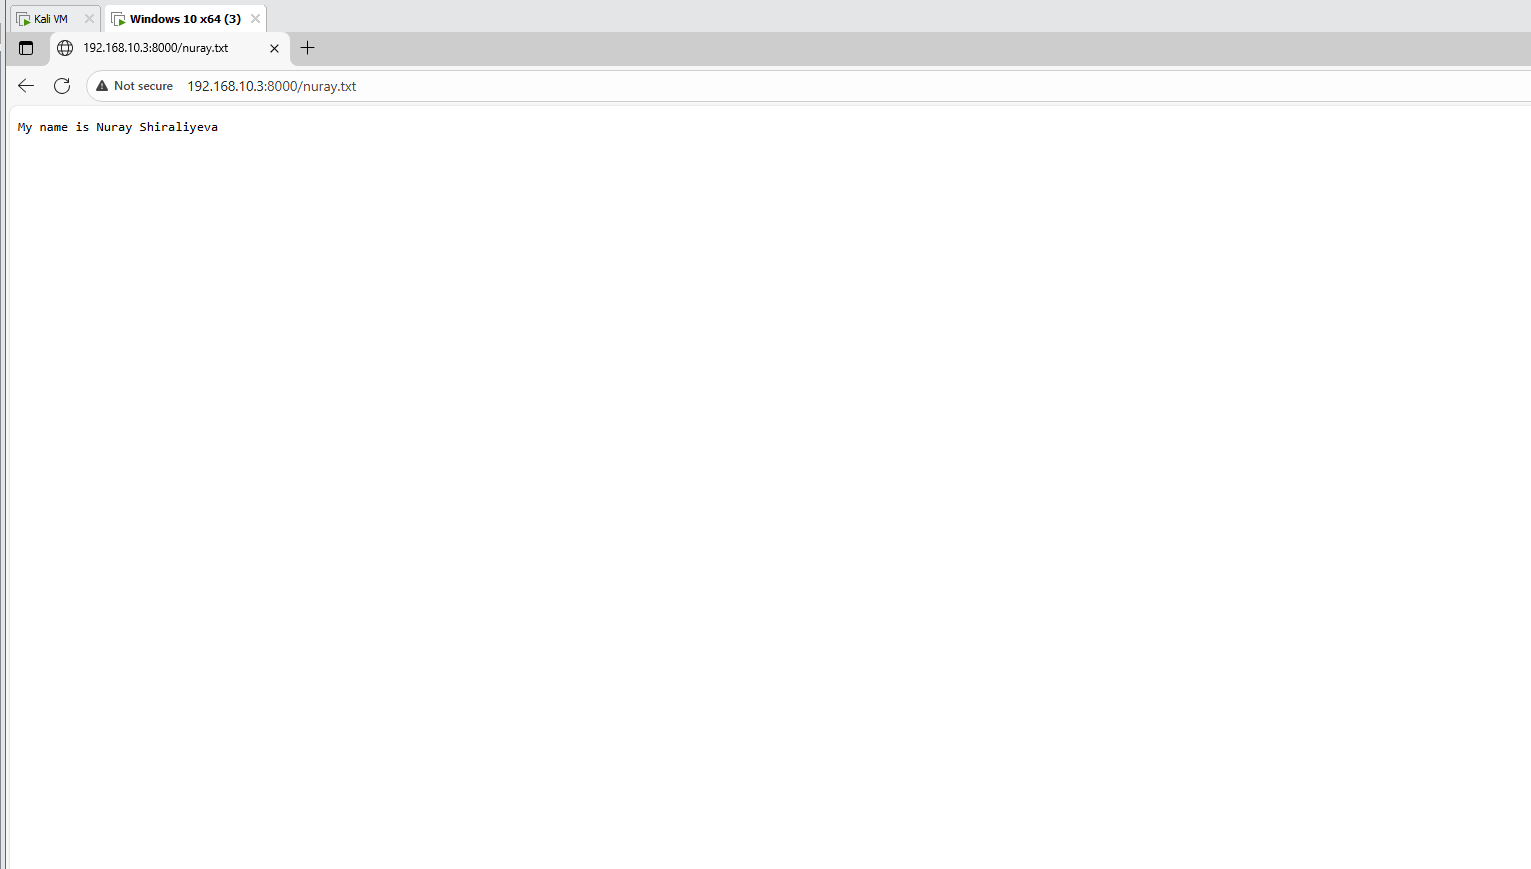 Kali VM
Windows 10 x64 (3)
192.168.10.3:8000/nuray.txt
Not secure 192.168.10.3:8000/nuray.txt
My name is Nuray Shiraliyeva